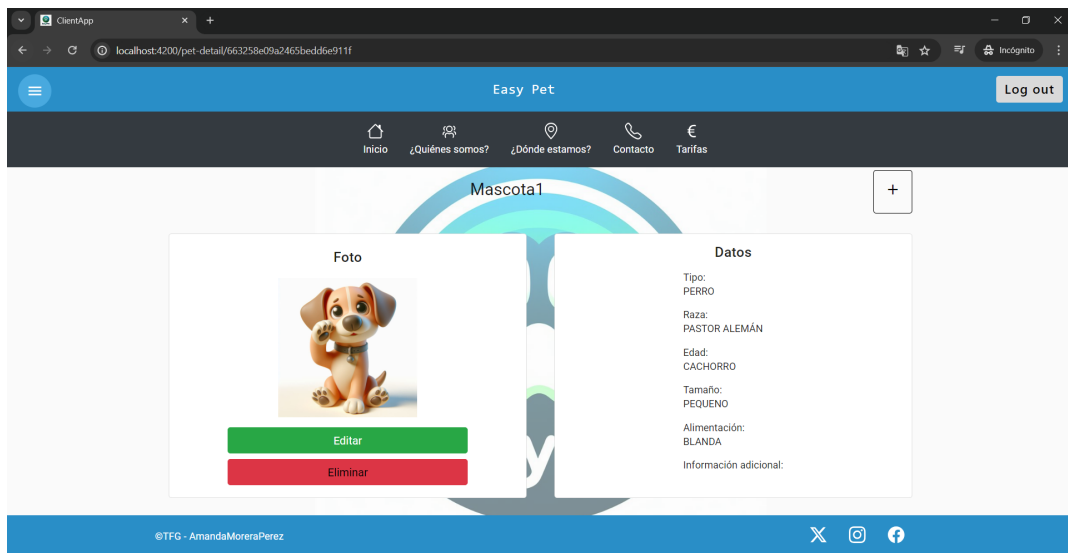 ClientApp
localhost:4200/pet-detail/663258e09a2465bedd6e911f
Incógnito
Easy Pet
Log out
Inicio
¿Quiénes somos?
¿Dónde estamos?
Contacto
€
Tarifas
Mascota1
+
Foto
Editar
Eliminar
Datos
Tipo:
PERRO
Raza:
PASTOR ALEMÁN
Edad:
CACHORRO
Tamaño:
PEQUENO
Alimentación:
BLANDA
Información adicional:
©TFG - AmandaMoreraPerez